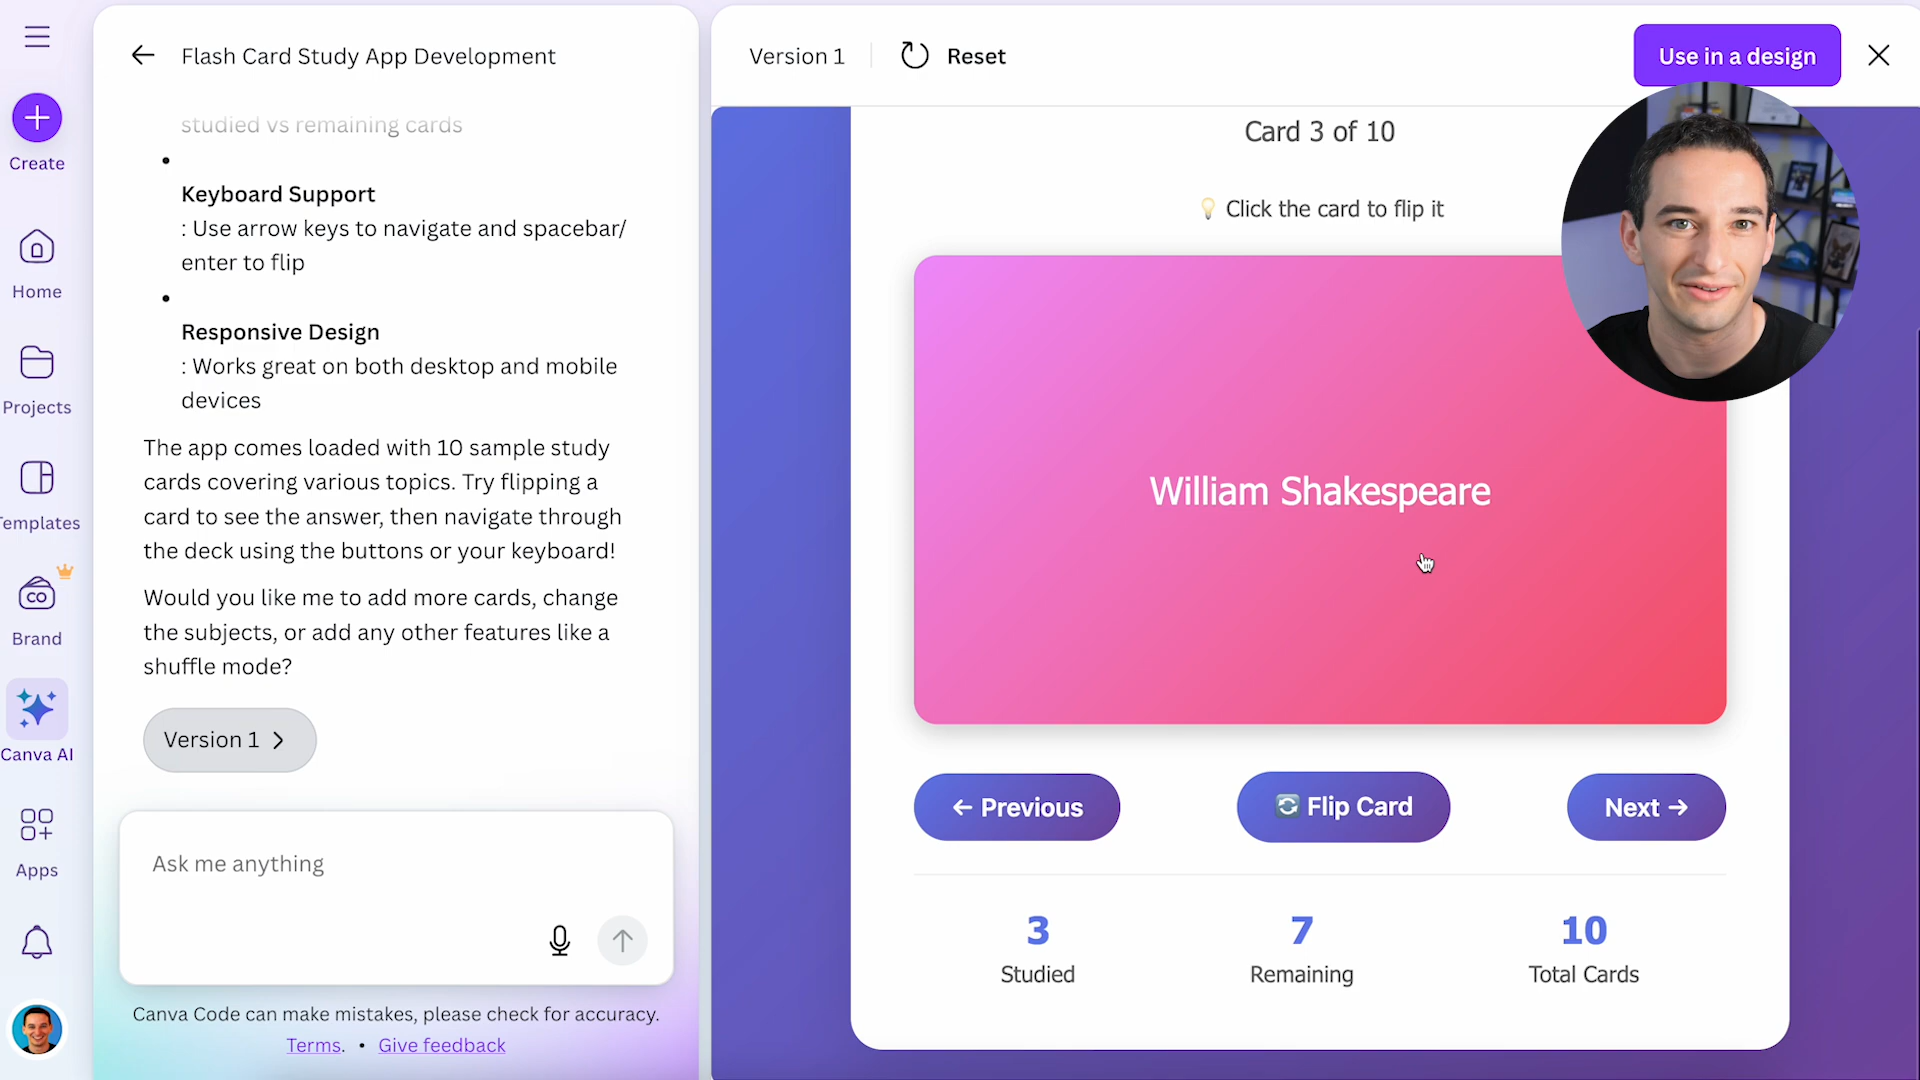 Create
Home
Projects
Templates
CO
Brand
Canva AI
Apps
Flash Card Study App Development
studied vs remaining cards
Keyboard Support
: Use arrow keys to navigate and spacebar/
enter to flip
Responsive Design
: Works great on both desktop and mobile
devices
The app comes loaded with 10 sample study
cards covering various topics. Try flipping a
card to see the answer, then navigate through
the deck using the buttons or your keyboard!
Would you like me to add more cards, change
the subjects, or add any other features like a
shuffle mode?
Version 1
Ask me anything
Canva Code can make mistakes, please check for accuracy.
Terms. • Give feedback
Version 1
Reset
Use in a design
Card 3 of 10
💡 Click the card to flip it
William Shakespeare
← Previous
🔄 Flip Card
Next →
3
Studied
7
Remaining
10
Total Cards